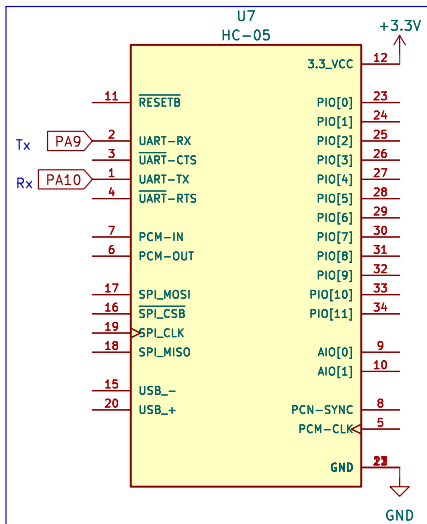 U7
HC-05
+3.3V
3.3_VCC 12
11 RESETB PIO[0] 23
PIO[1] 24
Tx PA9 2 UART-RX PIO[2] 25
3 UART-CTS PIO[3] 26
Rx PA10 1 UART-TX PIO[4] 27
4 UART-RTS PIO[5] 28
PIO[6] 29
7 PCM-IN PIO[7] 30
6 PCM-OUT PIO[8] 31
PIO[9] 32
17 SPI_MOSI PIO[10] 33
16 SPI_CSB PIO[11] 34
19 SPI_CLK
18 SPI_MISO AIO[0] 9
AIO[1] 10
15 USB_-
20 USB_+ PCN-SYNC 8
PCM-CLK 5
GND
GND